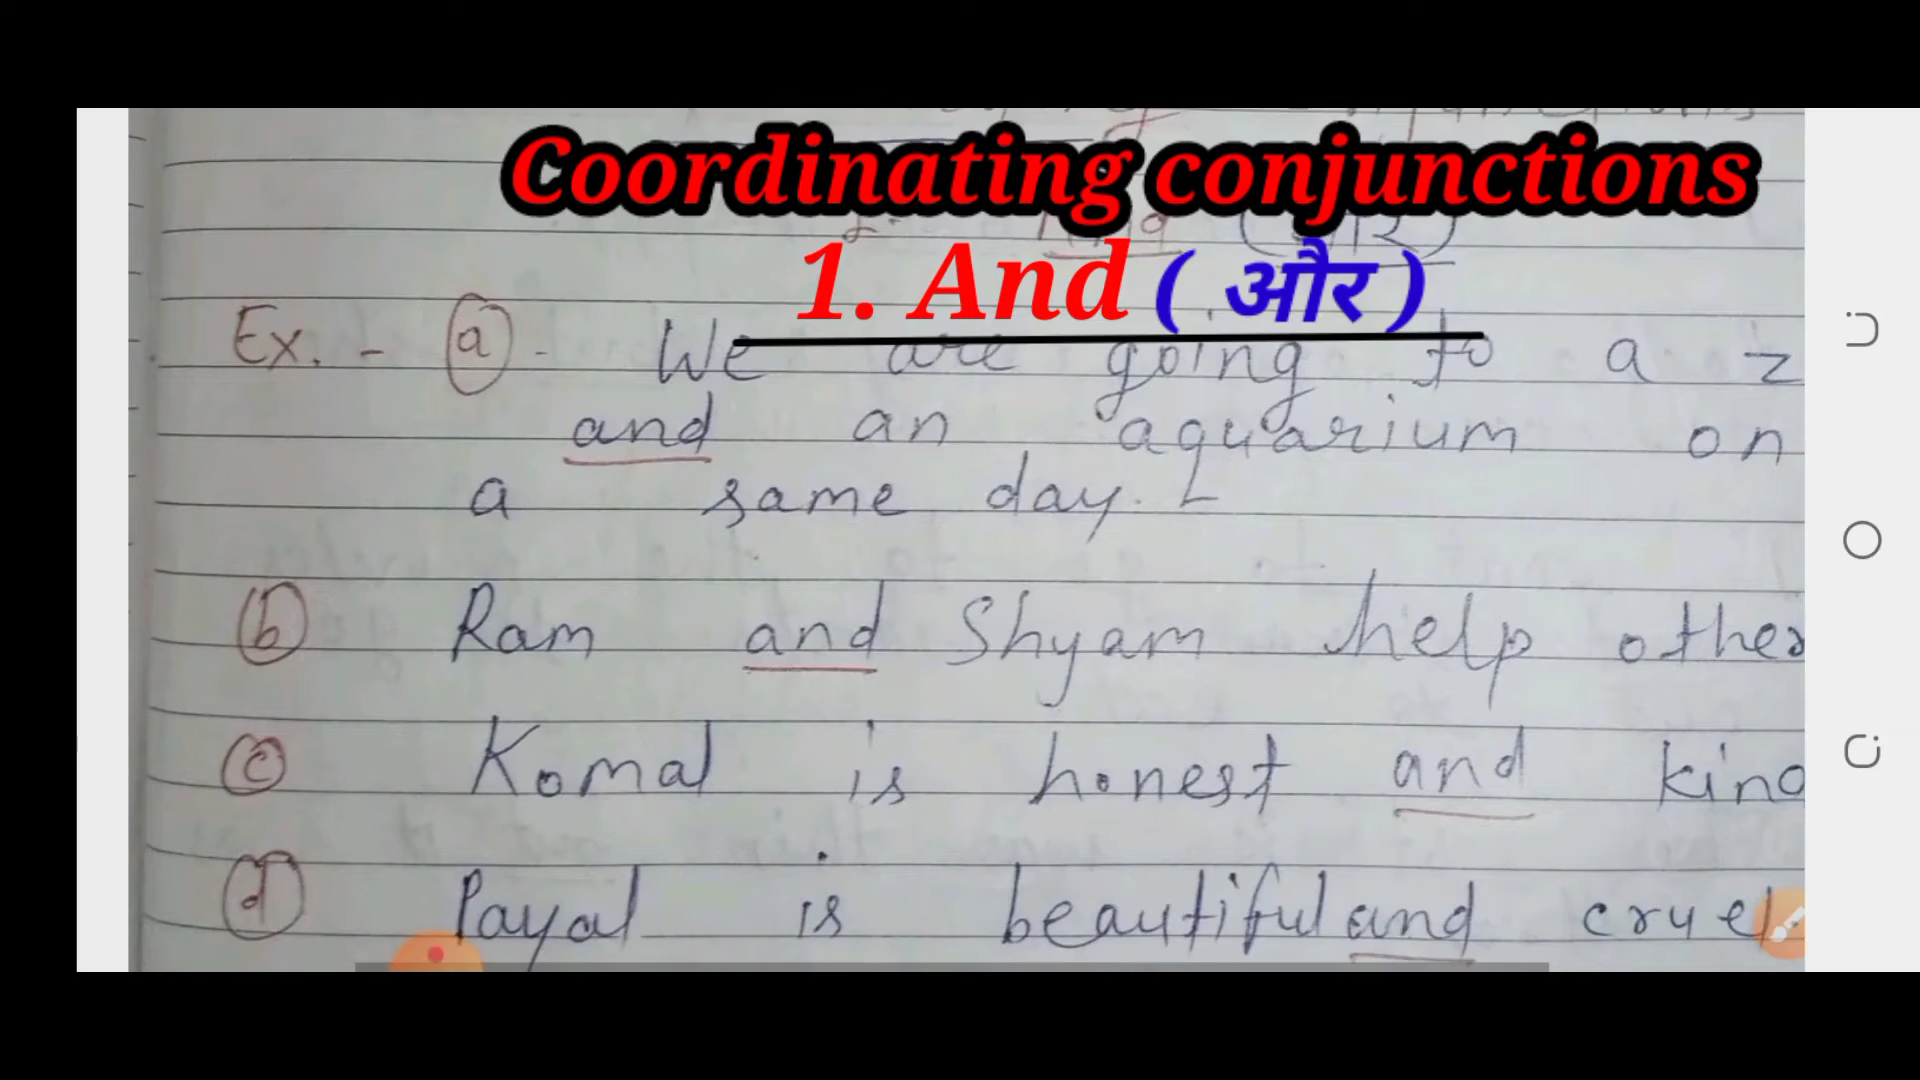 Coordinating conjunctions
1. And ( और )
Ex. - (a) - We are going to a z
and an aquarium on
a same day.
(b) Ram and Shyam help other
(c) Komal is honest and kind
(d) Payal is beautiful and cruel